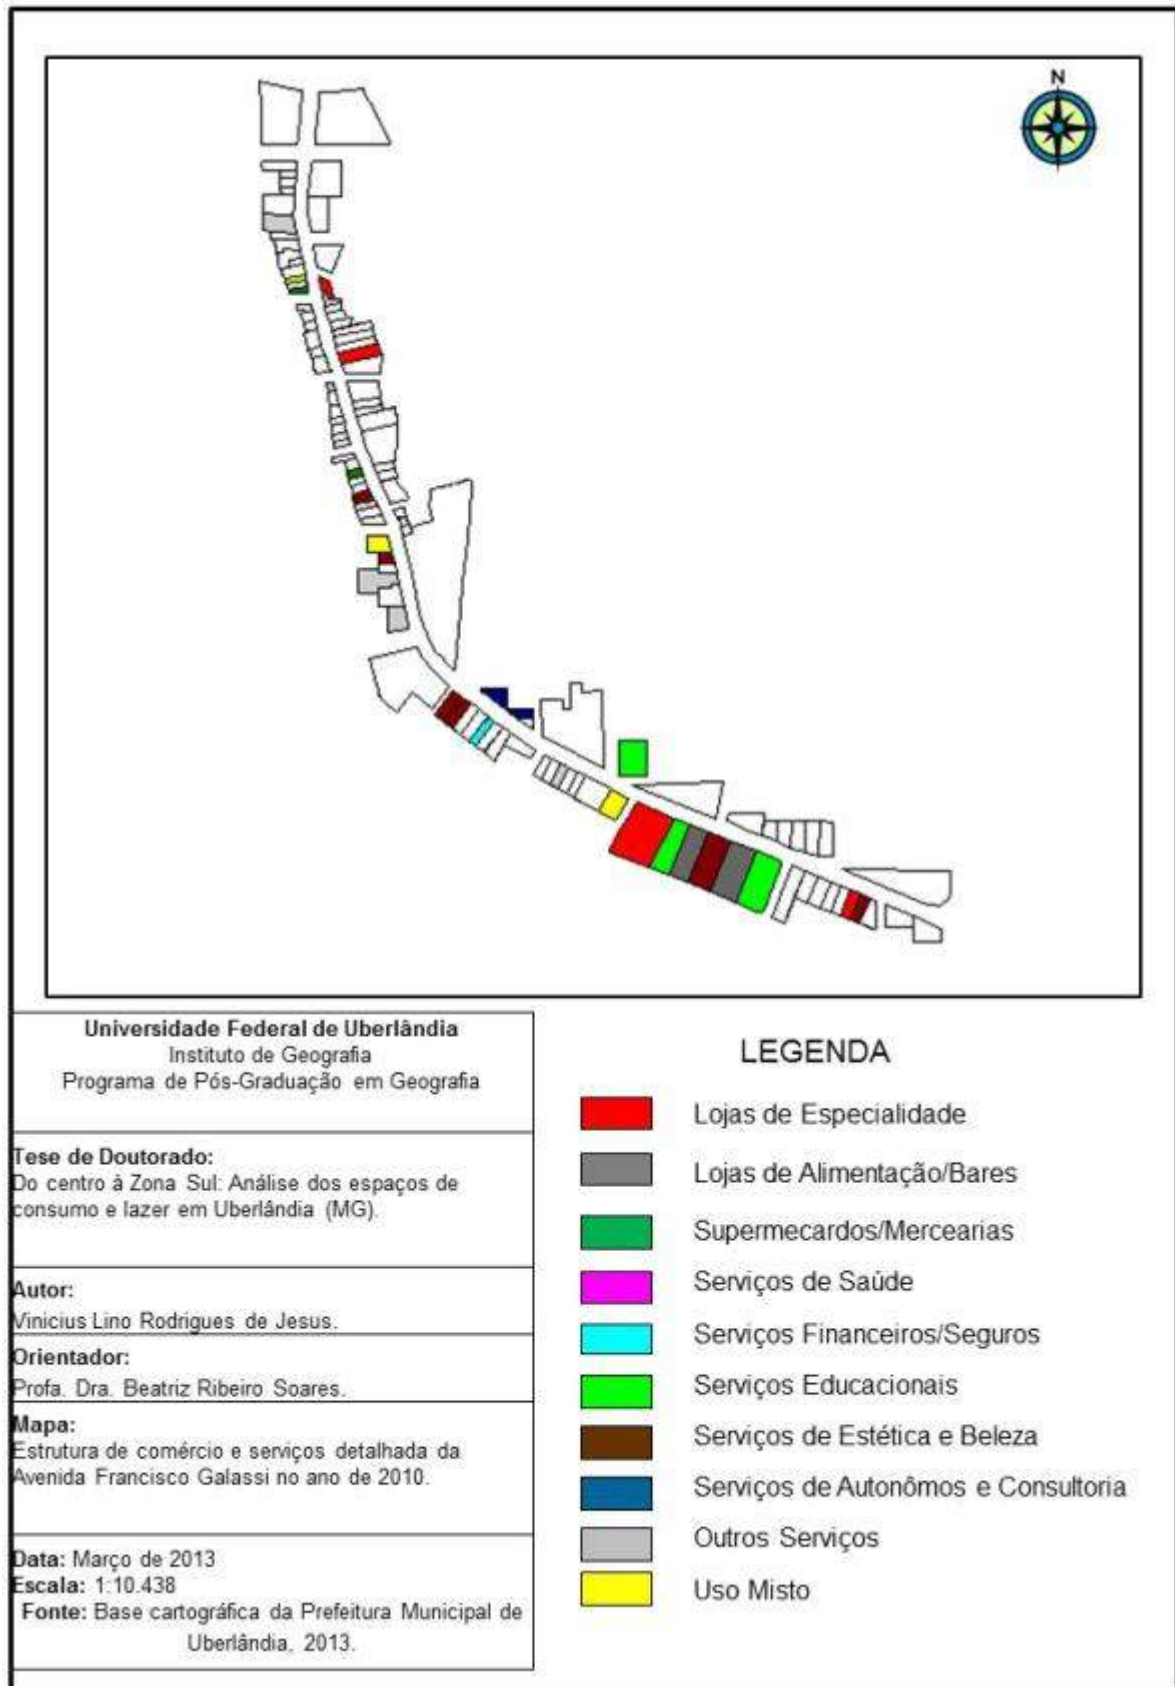 N
Universidade Federal de Uberlândia
Instituto de Geografia
Programa de Pós-Graduação em Geografia
Tese de Doutorado:
Do centro à Zona Sul: Análise dos espaços de
consumo e lazer em Uberlândia (MG).
Autor:
Vinicius Lino Rodrigues de Jesus.
Orientador:
Profa. Dra. Beatriz Ribeiro Soares.
Mapa:
Estrutura de comércio e serviços detalhada da
Avenida Francisco Galassi no ano de 2010.
Data: Março de 2013
Escala: 1:10.438
Fonte: Base cartográfica da Prefeitura Municipal de
Uberlândia, 2013.
LEGENDA
Lojas de Especialidade
Lojas de Alimentação/Bares
Supermecardos/Mercearias
Serviços de Saúde
Serviços Financeiros/Seguros
Serviços Educacionais
Serviços de Estética e Beleza
Serviços de Autonômos e Consultoria
Outros Serviços
Uso Misto